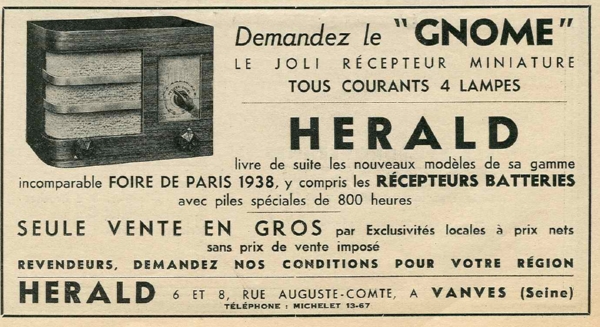 Demandez le "GNOME"
LE JOLI RÉCEPTEUR MINIATURE
TOUS COURANTS 4 LAMPES
HERALD
livre de suite les nouveaux modèles de sa gamme
incomparable FOIRE DE PARIS 1938, y compris les RÉCEPTEURS BATTERIES
avec piles spéciales de 800 heures
SEULE VENTE EN GROS par Exclusivités locales à prix nets
sans prix de vente imposé
REVENDEURS, DEMANDEZ NOS CONDITIONS POUR VOTRE RÉGION
HERALD 6 ET 8, RUE AUGUSTE-COMTE, A VANVES (Seine)
TÉLÉPHONE : MICHELET 13-67